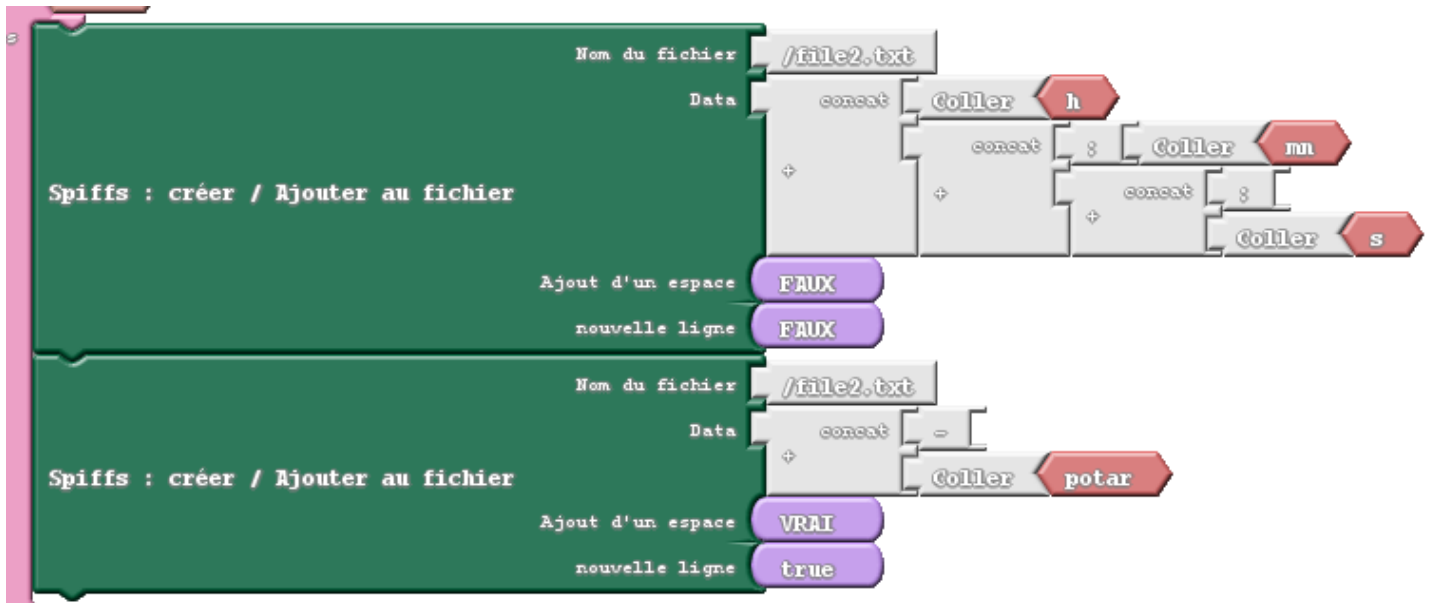 s
Nom du fichier /file2.txt
Data concat Coller h
concat : Coller mn
+ + concat :
Spiffs : créer / Ajouter au fichier
+
Coller s
Ajout d'un espace FAUX
nouvelle ligne FAUX
Nom du fichier /file2.txt
Data concat -
+
Coller potar
Spiffs : créer / Ajouter au fichier
Ajout d'un espace VRAI
nouvelle ligne true